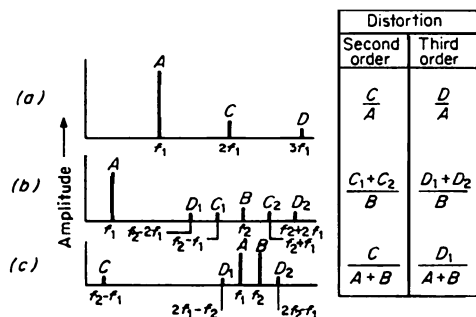 Distortion
Second order
Third order
(a)
A
C
D
f₁
2f₁
3f₁
C/A
D/A
Amplitude
(b)
A
D₁
C₁
B
C₂
D₂
f₁
f₂-2f₁
f₂-f₁
f₂
f₂+2f₁
f₂+f₁
C₁+C₂/B
D₁+D₂/B
(c)
C
D₁
A
B
D₂
f₂-f₁
2f₁-f₂
f₁
f₂
2f₂-f₁
C/A+B
D₁/A+B